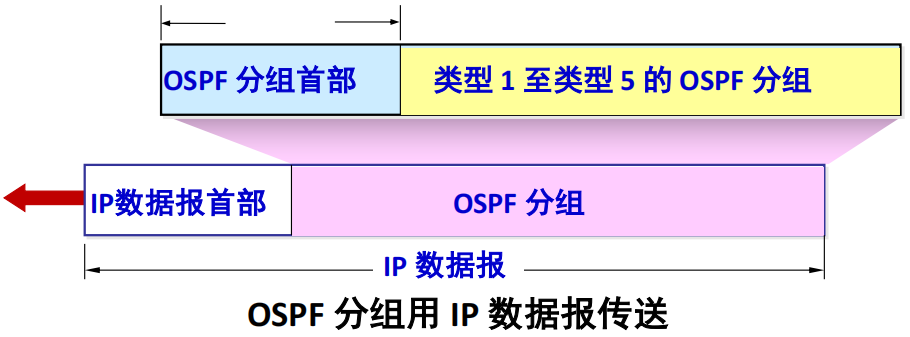 OSPF 分组首部
类型 1 至类型 5 的 OSPF 分组
IP数据报首部
OSPF 分组
IP 数据报
OSPF 分组用 IP 数据报传送